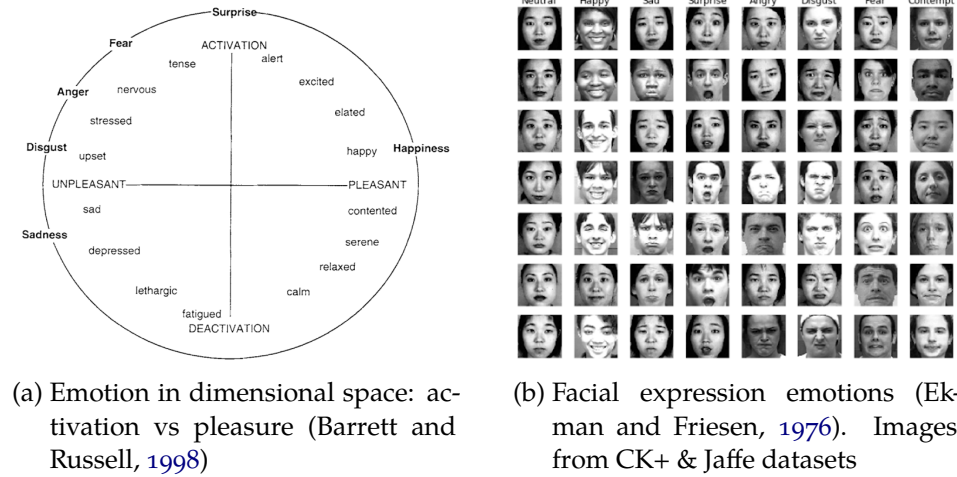 Surprise
Fear
ACTIVATION
tense
alert
excited
Anger
nervous
elated
stressed
Disgust
upset
happy
Happiness
UNPLEASANT
PLEASANT
sad
contented
Sadness
serene
depressed
relaxed
lethargic
calm
fatigued
DEACTIVATION
Neutral Happy Sad Surprise Angry Disgust Fear Contempt
(a) Emotion in dimensional space: ac-
tivation vs pleasure (Barrett and
Russell, 1998)
(b) Facial expression emotions (Ek-
man and Friesen, 1976). Images
from CK+ & Jaffe datasets